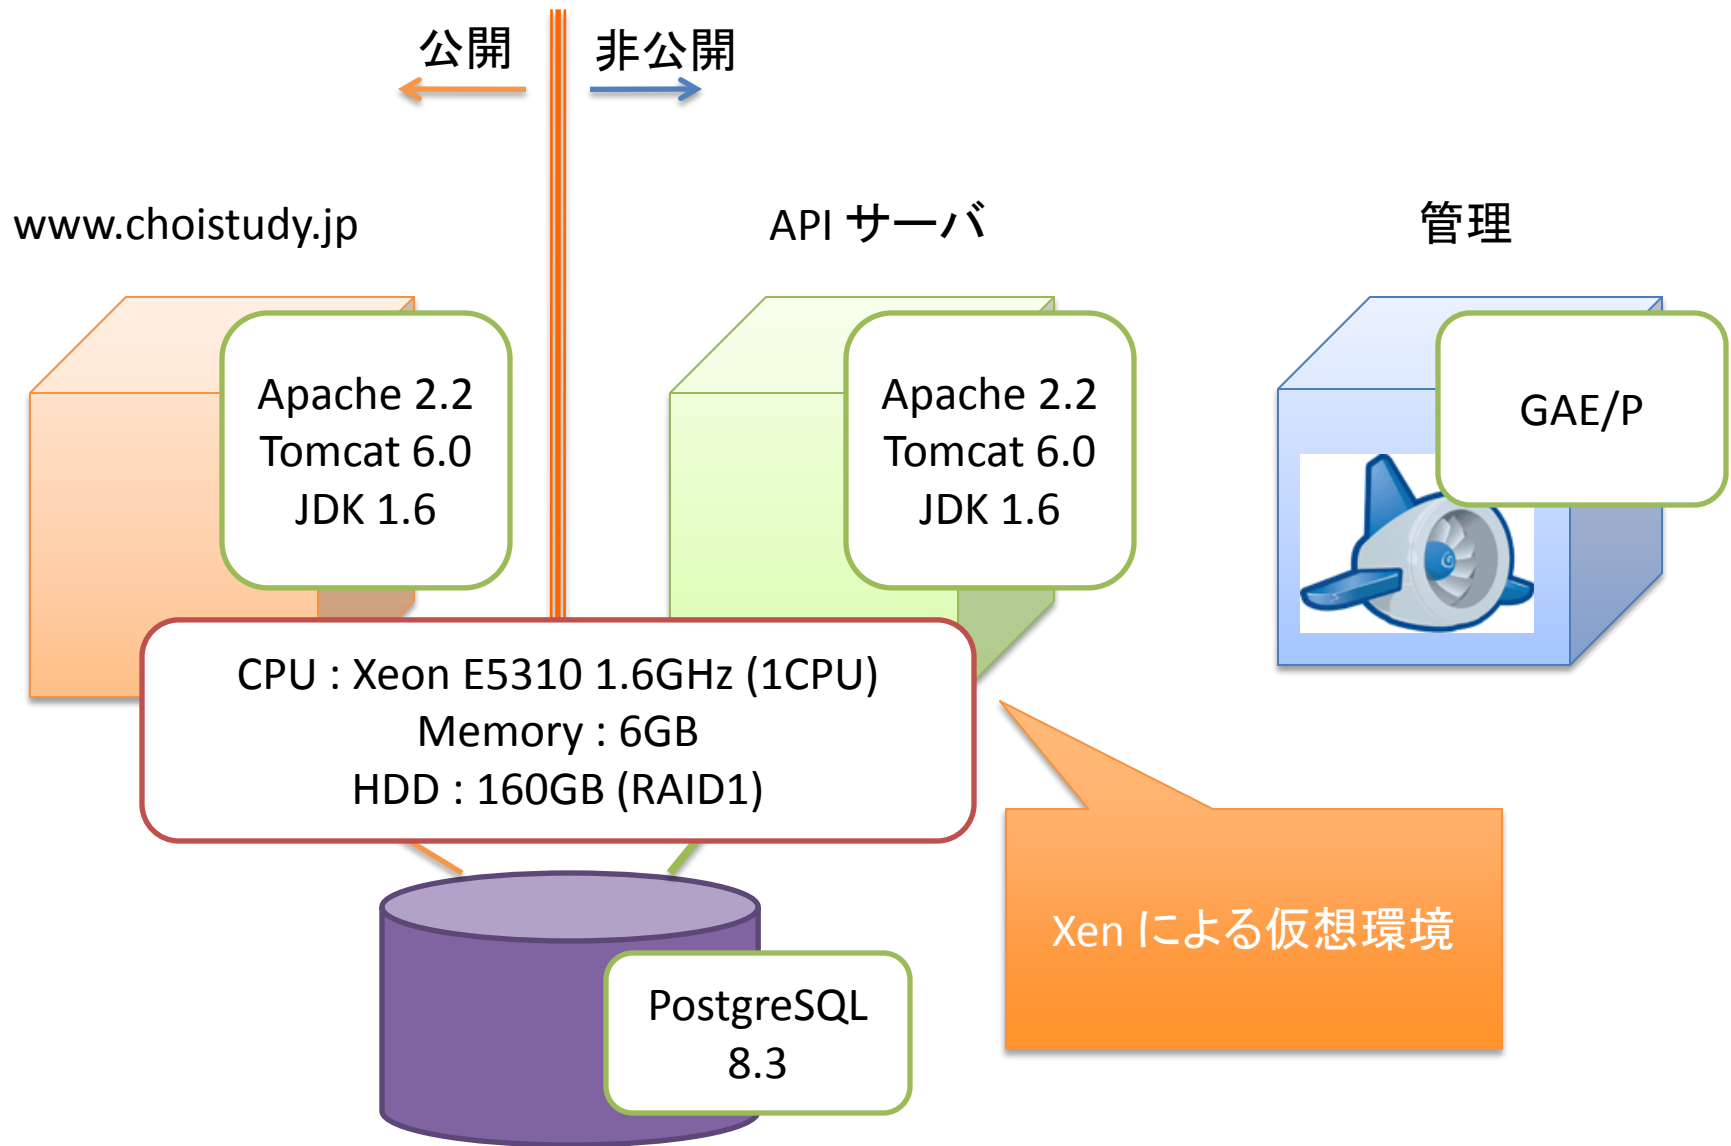 公開
非公開
www.choistudy.jp
API サーバ
管理
Apache 2.2
Tomcat 6.0
JDK 1.6
Apache 2.2
Tomcat 6.0
JDK 1.6
GAE/P
CPU : Xeon E5310 1.6GHz (1CPU)
Memory : 6GB
HDD : 160GB (RAID1)
Xen による仮想環境
PostgreSQL
8.3